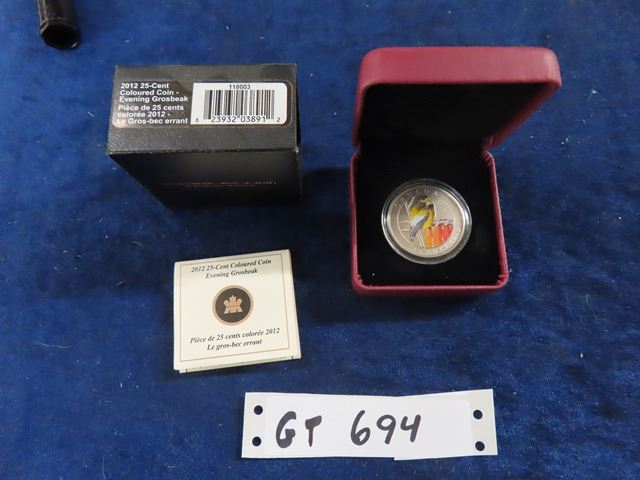 2012 25-Cent
Coloured Coin -
Evening Grosbeak
Pièce de 25 cents
colorée 2012 -
Le Gros-bec errant
118003
6 23932 03891 2
2012 25-Cent Coloured Coin
Evening Grosbeak
Pièce de 25 cents colorée 2012
Le gros-bec errant
GT 694